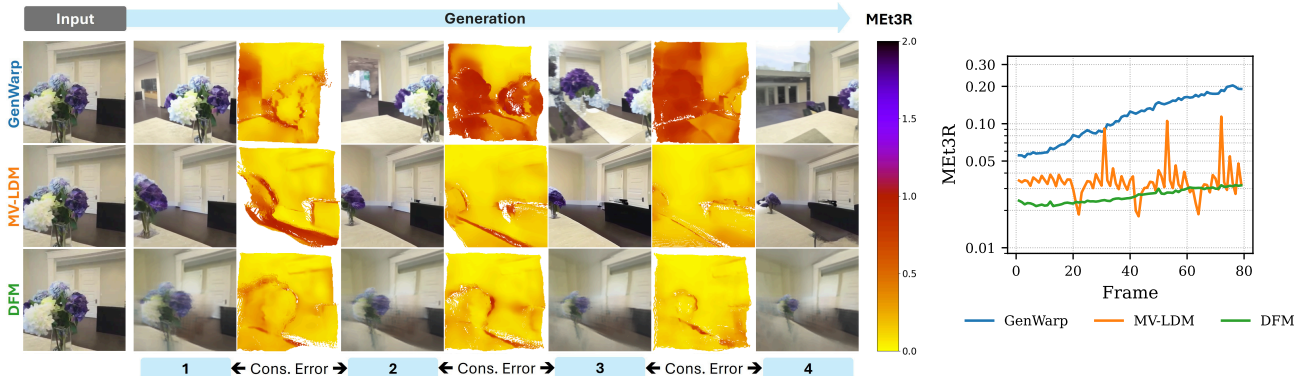 Input
Generation
MEt3R
GenWarp
MV-LDM
DFM
2.0
1.5
1.0
0.5
0.0
1
Cons. Error
2
Cons. Error
3
Cons. Error
4
MEt3R
0.30
0.20
0.10
0.05
0.01
0 20 40 60 80
Frame
GenWarp MV-LDM DFM